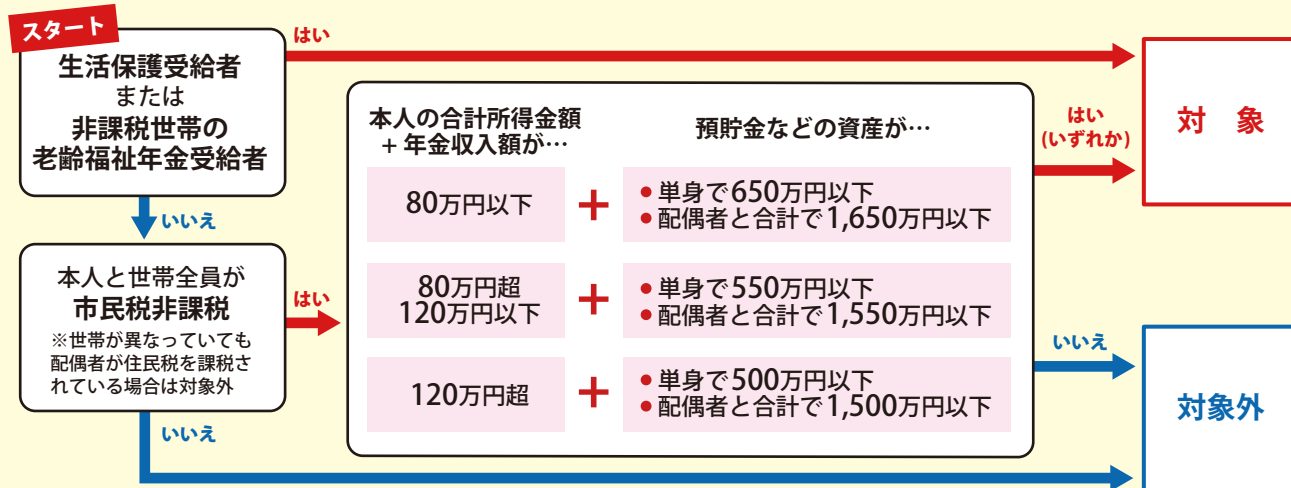 スタート
生活保護受給者
または
非課税世帯の
老齢福祉年金受給者
はい
いいえ
本人と世帯全員が
市民税非課税
※世帯が異なっていても
配偶者が住民税を課税さ
れている場合は対象外
はい
いいえ
本人の合計所得金額
+ 年金収入額が…
預貯金などの資産が…
80万円以下
+
● 単身で650万円以下
● 配偶者と合計で1,650万円以下
80万円超
120万円以下
+
● 単身で550万円以下
● 配偶者と合計で1,550万円以下
120万円超
+
● 単身で500万円以下
● 配偶者と合計で1,500万円以下
はい
(いずれか)
対 象
いいえ
対象外